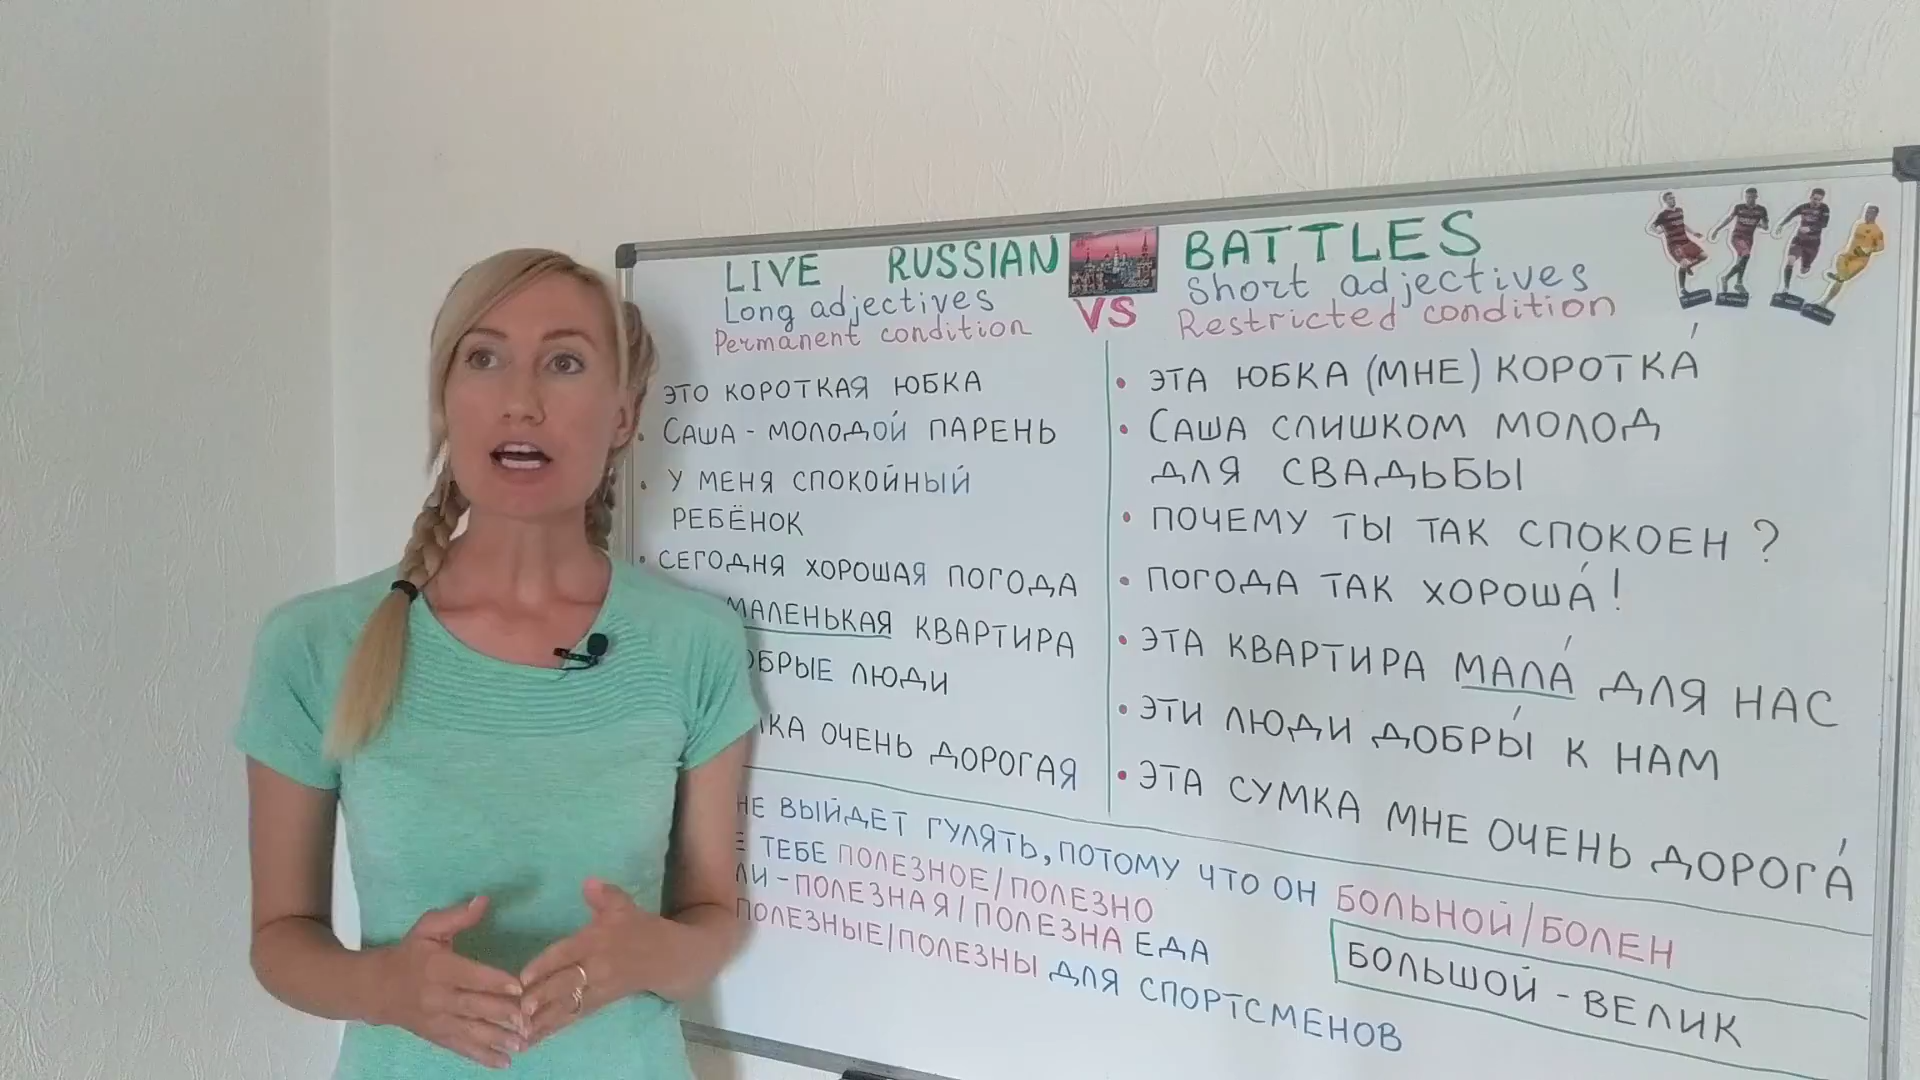 LIVE RUSSIAN BATTLES
Long adjectives VS Short adjectives
Permanent condition Restricted condition
ЭТО КОРОТКАЯ ЮБКА
• САША - МОЛОДОЙ ПАРЕНЬ
• У МЕНЯ СПОКОЙНЫЙ
РЕБЁНОК
• СЕГОДНЯ ХОРОШАЯ ПОГОДА
МАЛЕНЬКАЯ КВАРТИРА
ЛЮДИ
ОЧЕНЬ ДОРОГАЯ
• ЭТА ЮБКА (МНЕ) КОРОТКА́
• САША СЛИШКОМ МОЛОД
ДЛЯ СВАДЬБЫ
• ПОЧЕМУ ТЫ ТАК СПОКОЕН?
• ПОГОДА ТАК ХОРОША́!
• ЭТА КВАРТИРА МАЛА́ ДЛЯ НАС
• ЭТИ ЛЮДИ ДОБРЫ́ К НАМ
• ЭТА СУМКА МНЕ ОЧЕНЬ ДОРОГА́
НЕ ВЫЙДЕТ ГУЛЯТЬ, ПОТОМУ ЧТО ОН БОЛЬНОЙ/БОЛЕН
ТЕБЕ ПОЛЕЗНОЕ/ПОЛЕЗНО
ЛИ - ПОЛЕЗНАЯ/ПОЛЕЗНА ЕДА
ПОЛЕЗНЫЕ/ПОЛЕЗНЫ ДЛЯ СПОРТСМЕНОВ
БОЛЬШОЙ - ВЕЛИК